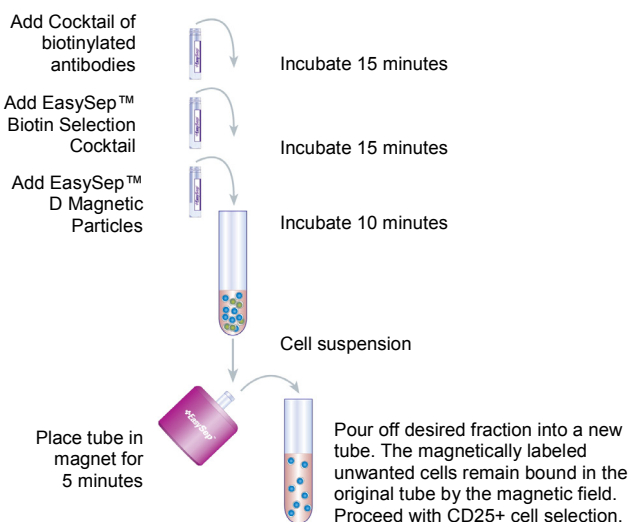 Add Cocktail of
biotinylated
antibodies
Incubate 15 minutes
Add EasySep™
Biotin Selection
Cocktail
Incubate 15 minutes
Add EasySep™
D Magnetic
Particles
Incubate 10 minutes
Cell suspension
EasySep
Place tube in
magnet for
5 minutes
Pour off desired fraction into a new
tube. The magnetically labeled
unwanted cells remain bound in the
original tube by the magnetic field.
Proceed with CD25+ cell selection.